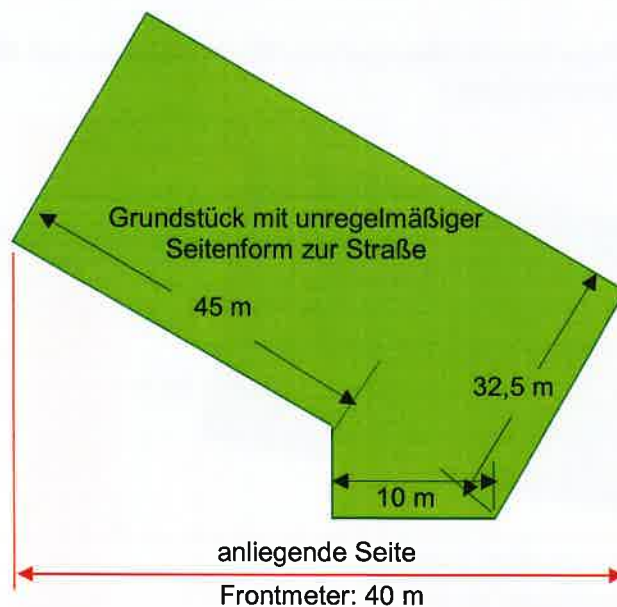 Grundstück mit unregelmäßiger
Seitenform zur Straße
45 m
32,5 m
10 m
anliegende Seite
Frontmeter: 40 m